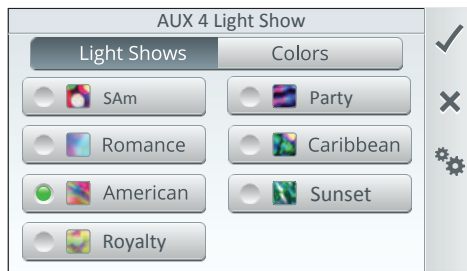 AUX 4 Light Show
Light Shows Colors
SAm Party
Romance Caribbean
American Sunset
Royalty